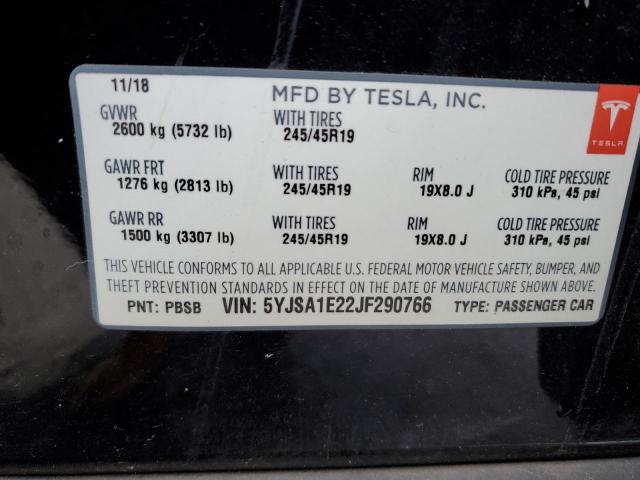 11/18 MFD BY TESLA, INC.
GVWR WITH TIRES
2600 kg (5732 lb) 245/45R19
TESLA
GAWR FRT WITH TIRES RIM COLD TIRE PRESSURE
1276 kg (2813 lb) 245/45R19 19X8.0 J 310 kPa, 45 psi
GAWR RR WITH TIRES RIM COLD TIRE PRESSURE
1500 kg (3307 lb) 245/45R19 19X8.0 J 310 kPa, 45 psi
THIS VEHICLE CONFORMS TO ALL APPLICABLE U.S. FEDERAL MOTOR VEHICLE SAFETY, BUMPER, AND
THEFT PREVENTION STANDARDS IN EFFECT ON THE DATE OF MANUFACTURE SHOWN ABOVE.
PNT: PBSB VIN: 5YJSA1E22JF290766 TYPE: PASSENGER CAR